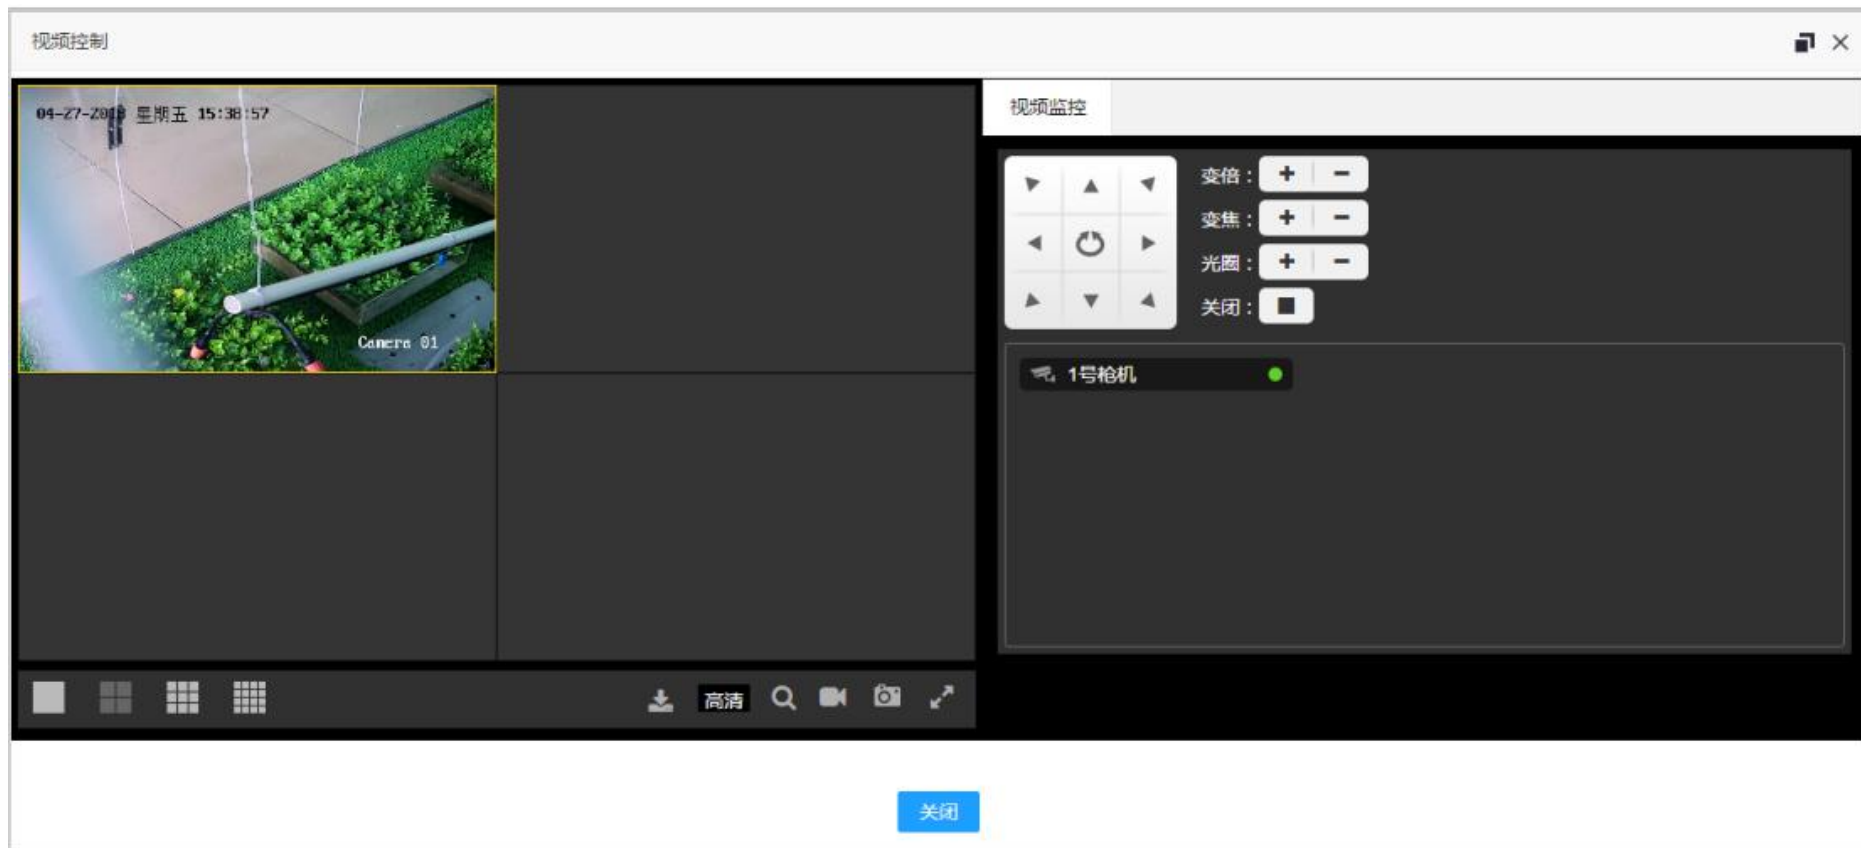 视频控制
04-27-2018 星期五 15:38:57
Camera 01
视频监控
变倍：
变焦：
光圈：
关闭：
1号枪机
高清
关闭